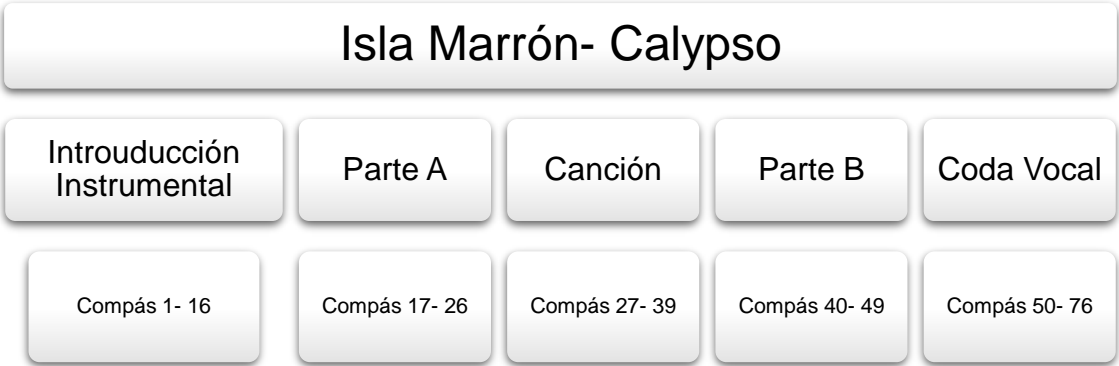 Isla Marrón- Calypso
Introuducción
Instrumental
Parte A
Canción
Parte B
Coda Vocal
Compás 1- 16
Compás 17- 26
Compás 27- 39
Compás 40- 49
Compás 50- 76